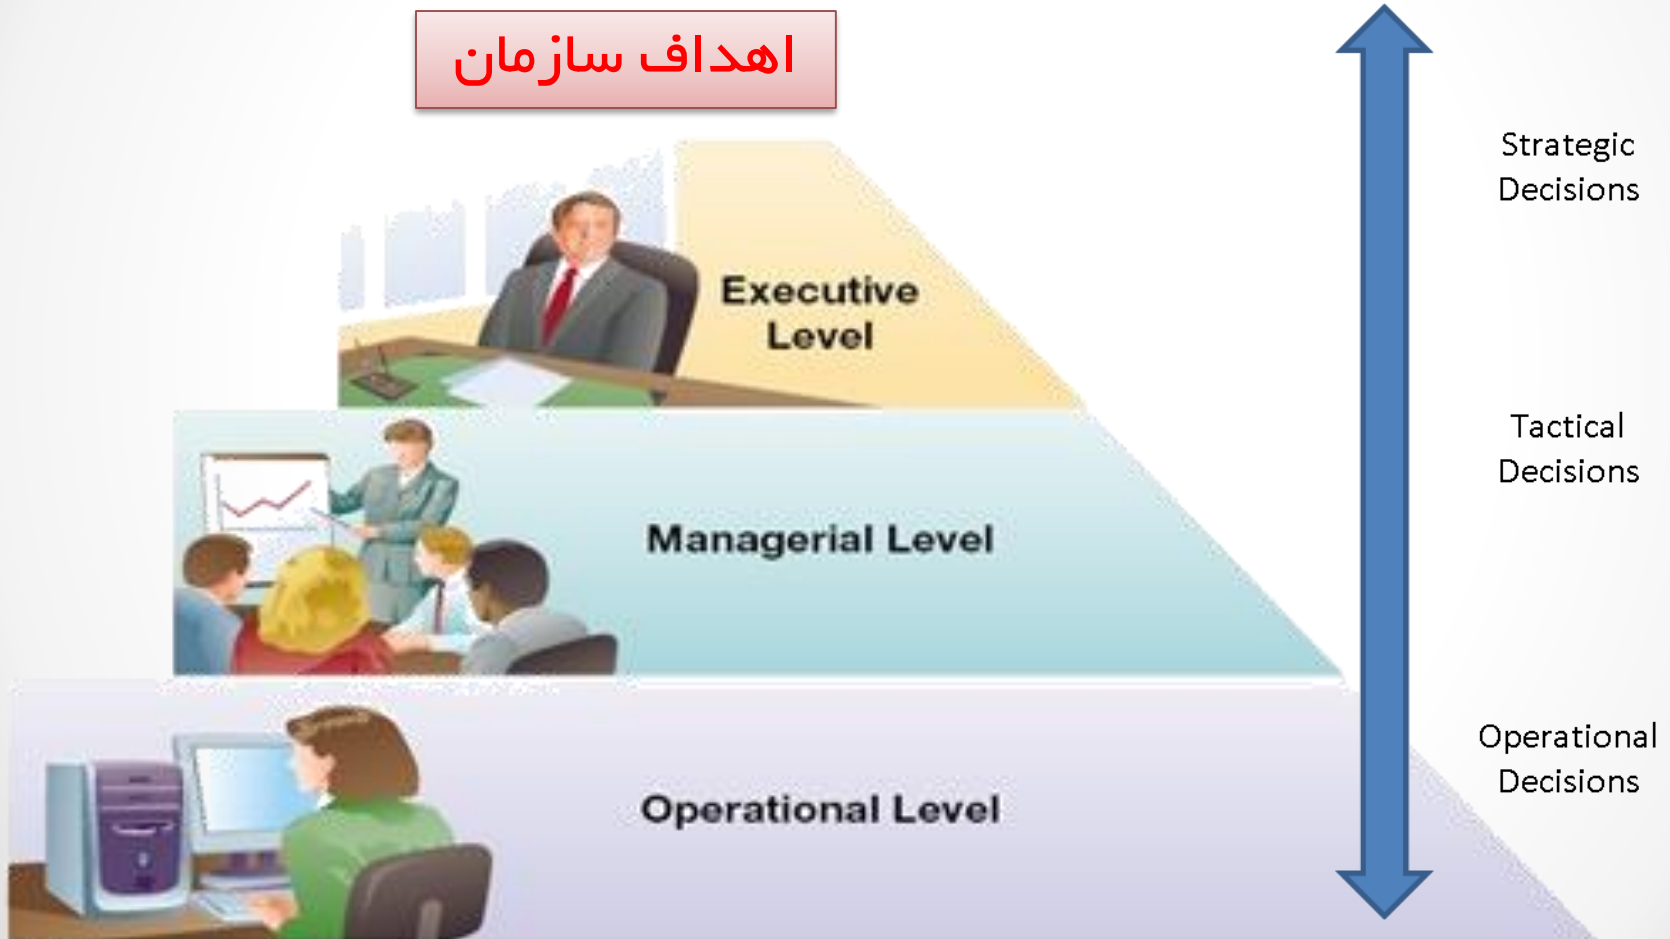 اهداف سازمان
Strategic
Decisions
Executive
Level
Tactical
Decisions
Managerial Level
Operational
Decisions
Operational Level